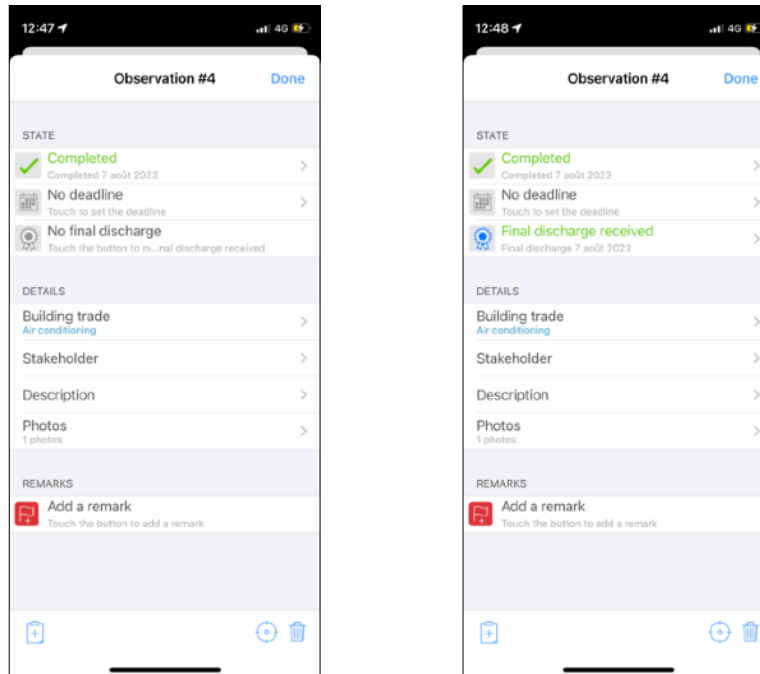 12:47
4G
Observation #4
Done
STATE
Completed
Completed 7 août 2023
No deadline
Touch to set the deadline
No final discharge
Touch the button to m...nal discharge received
DETAILS
Building trade
Air conditioning
Stakeholder
Description
Photos
1 photos
REMARKS
Add a remark
Touch the button to add a remark
12:48
4G
Observation #4
Done
STATE
Completed
Completed 7 août 2023
No deadline
Touch to set the deadline
Final discharge received
Final discharge 7 août 2023
DETAILS
Building trade
Air conditioning
Stakeholder
Description
Photos
1 photos
REMARKS
Add a remark
Touch the button to add a remark